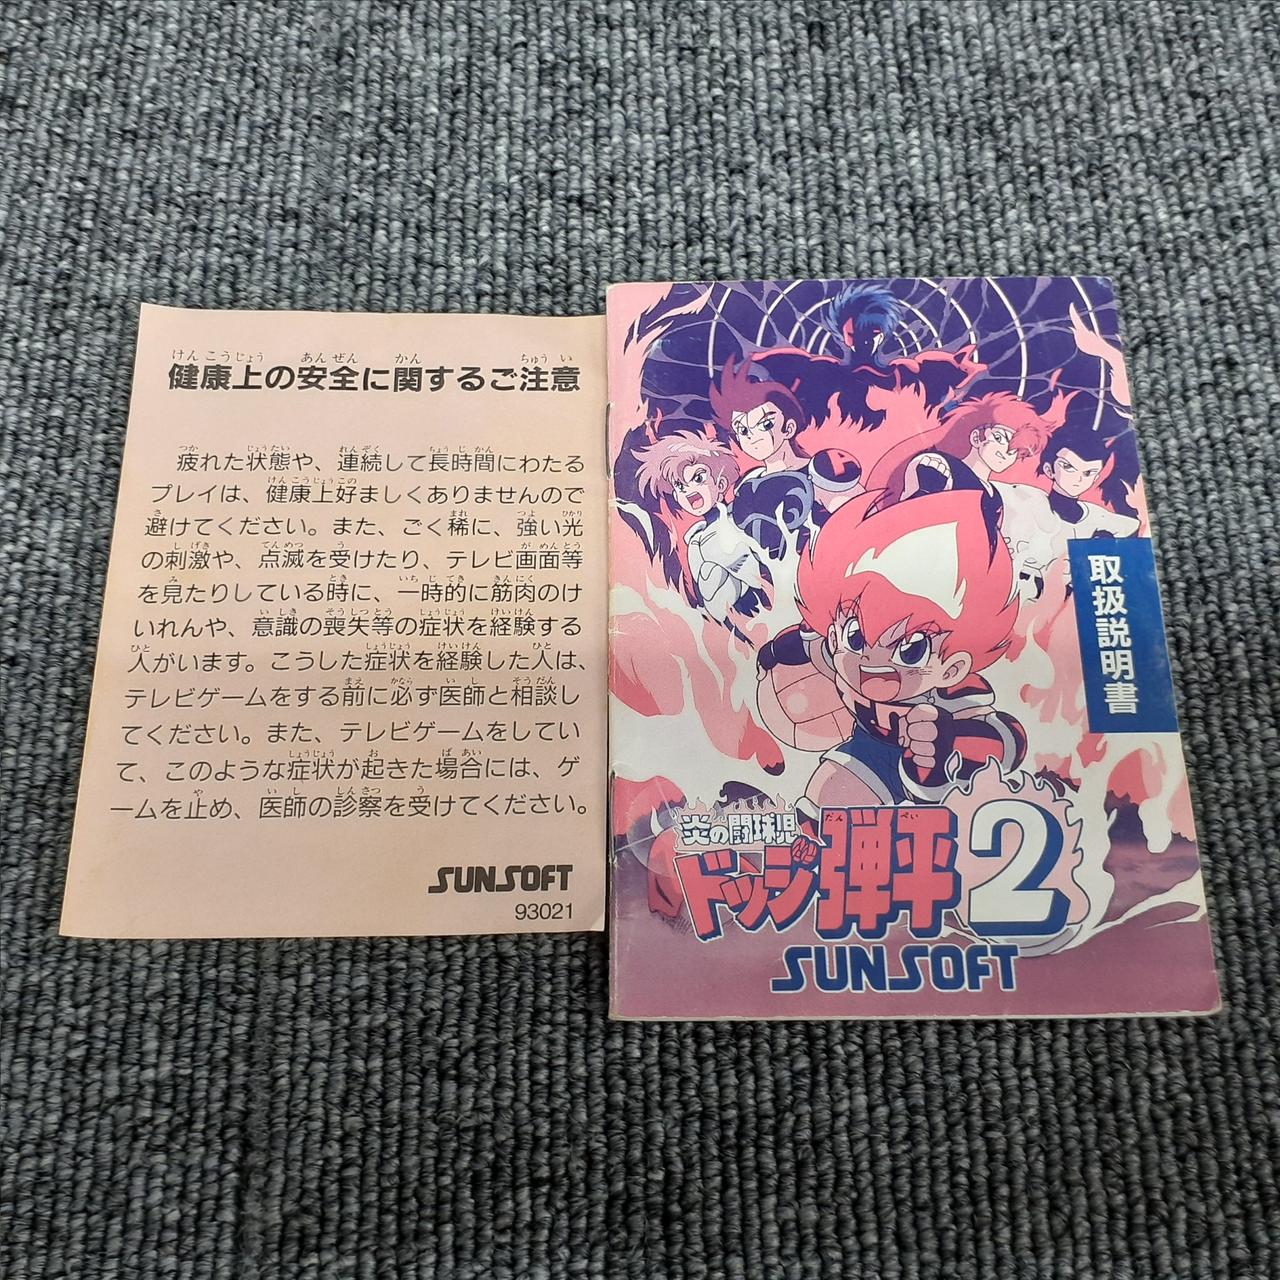 健康上の安全に関するご注意
疲れた状態や、連続して長時間にわたる
プレイは、健康上好ましくありませんので
避けてください。また、ごく稀に、強い光
の刺激や、点滅を受けたり、テレビ画面等
を見たりしている時に、一時的に筋肉のけ
いれんや、意識の喪失等の症状を経験する
人がいます。こうした症状を経験した人は、
テレビゲームをする前に必ず医師と相談し
てください。また、テレビゲームをしてい
て、このような症状が起きた場合には、ゲ
ームを止め、医師の診察を受けてください。
SUNSOFT
93021
取扱説明書
炎の闘球児
ドッジ弾平2
SUNSOFT